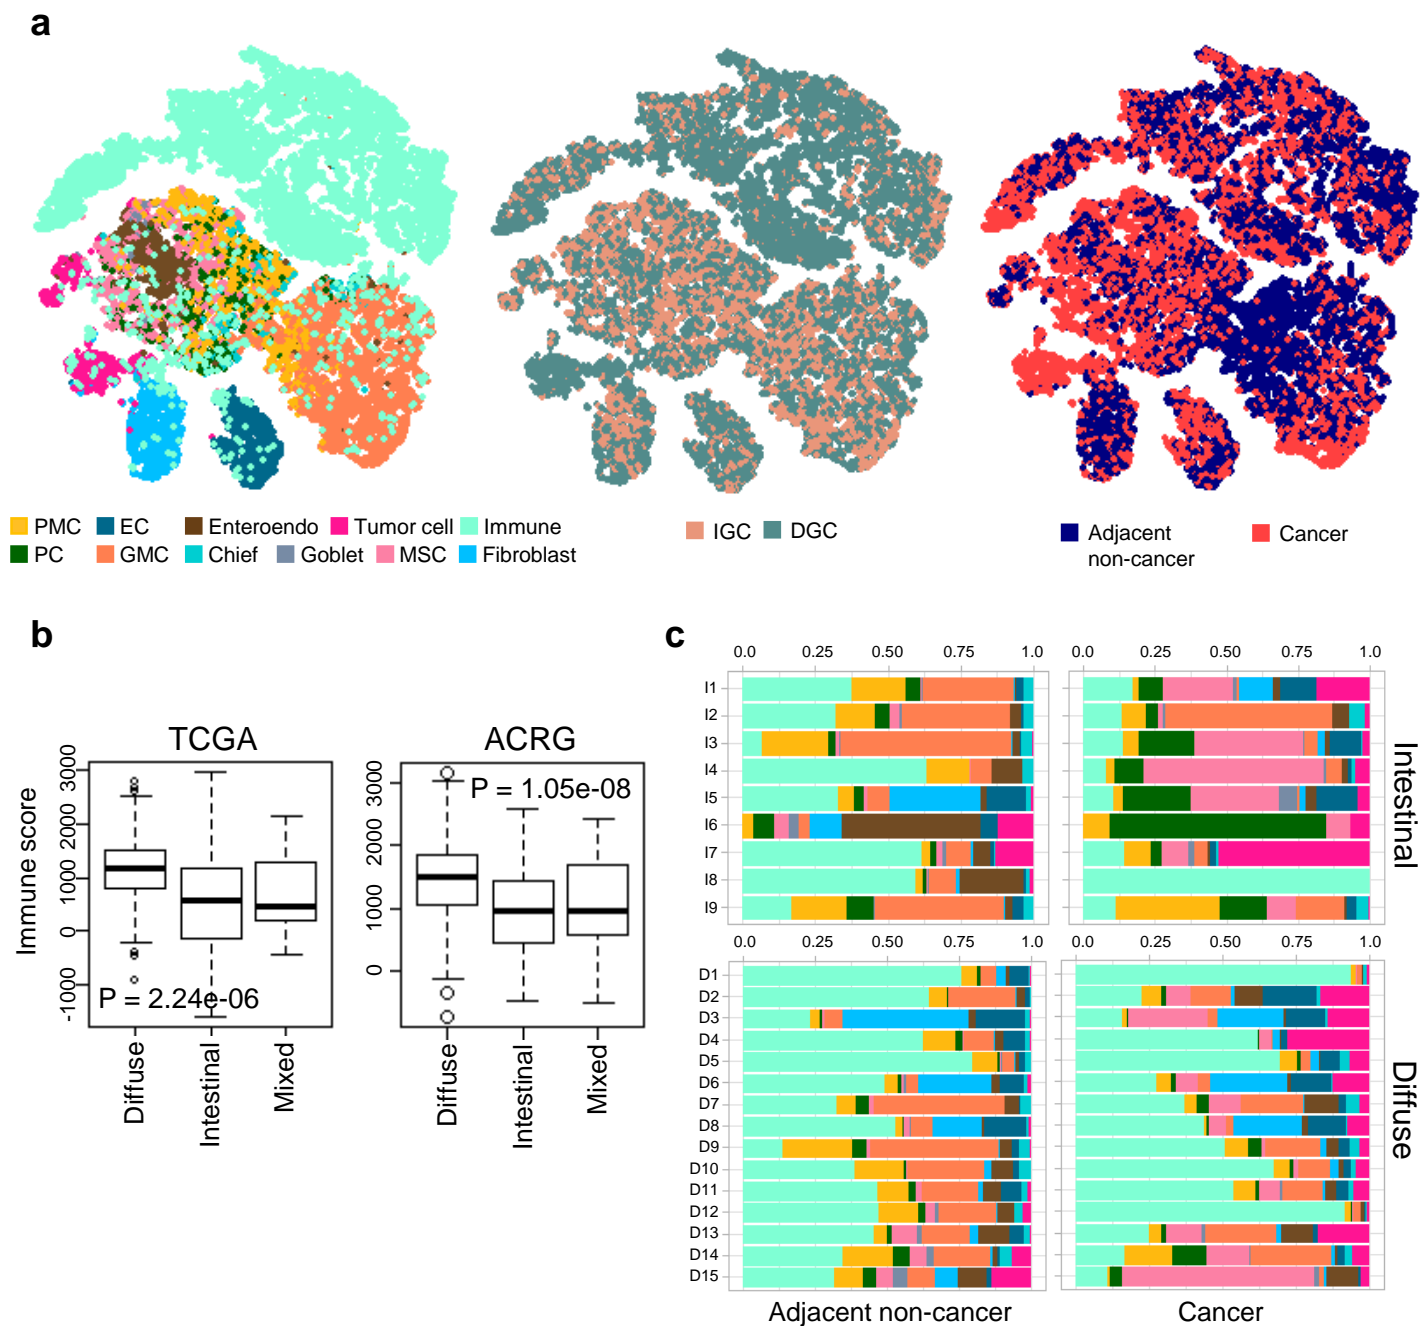 a
PMC EC Enteroendo Tumor cell Immune
PC GMC Chief Goblet MSC Fibroblast
IGC DGC
Adjacent
non-cancer
Cancer
b
TCGA
Immune score
3000
2000
1000
0
-1000
P = 2.24e-06
Diffuse
Intestinal
Mixed
ACRG
3000
2000
1000
0
P = 1.05e-08
Diffuse
Intestinal
Mixed
c
0.0 0.25 0.50 0.75 1.0
0.0 0.25 0.50 0.75 1.0
I1
I2
I3
I4
I5
I6
I7
I8
I9
Intestinal
0.0 0.25 0.50 0.75 1.0
0.0 0.25 0.50 0.75 1.0
D1
D2
D3
D4
D5
D6
D7
D8
D9
D10
D11
D12
D13
D14
D15
Diffuse
Adjacent non-cancer
Cancer